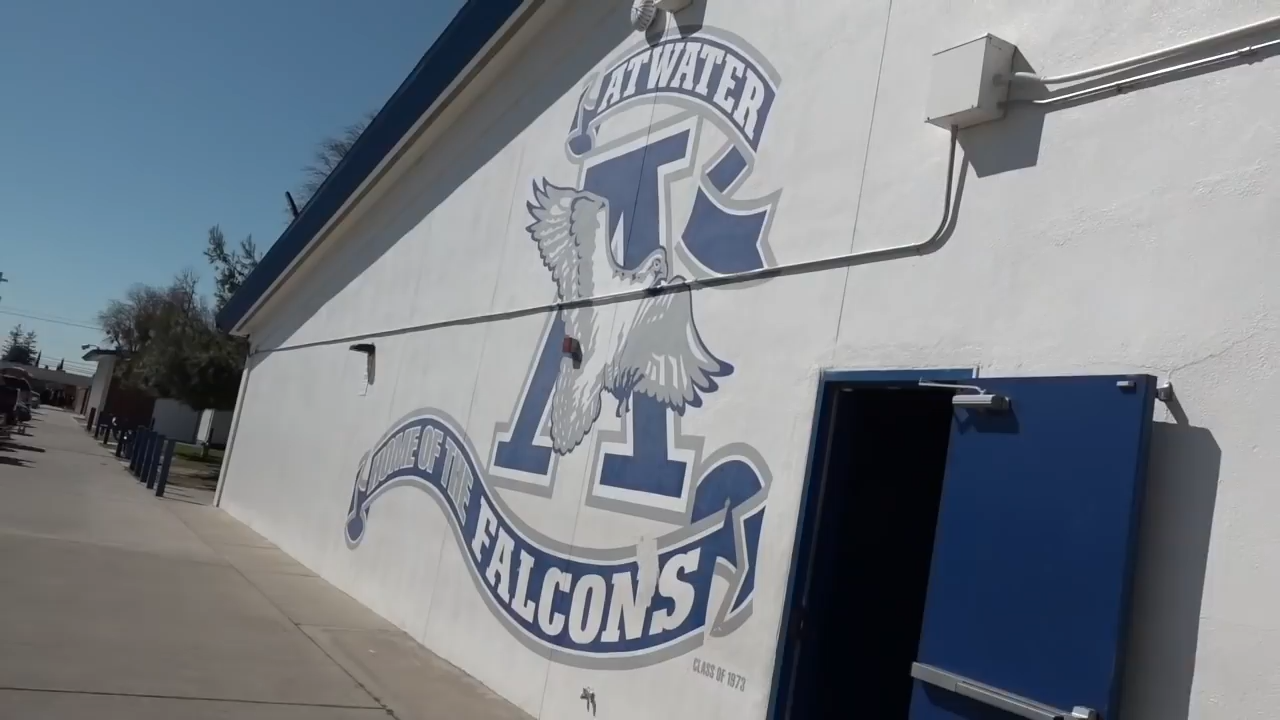 ATWATER
A
HOME OF THE
FALCONS
CLASS OF 1973